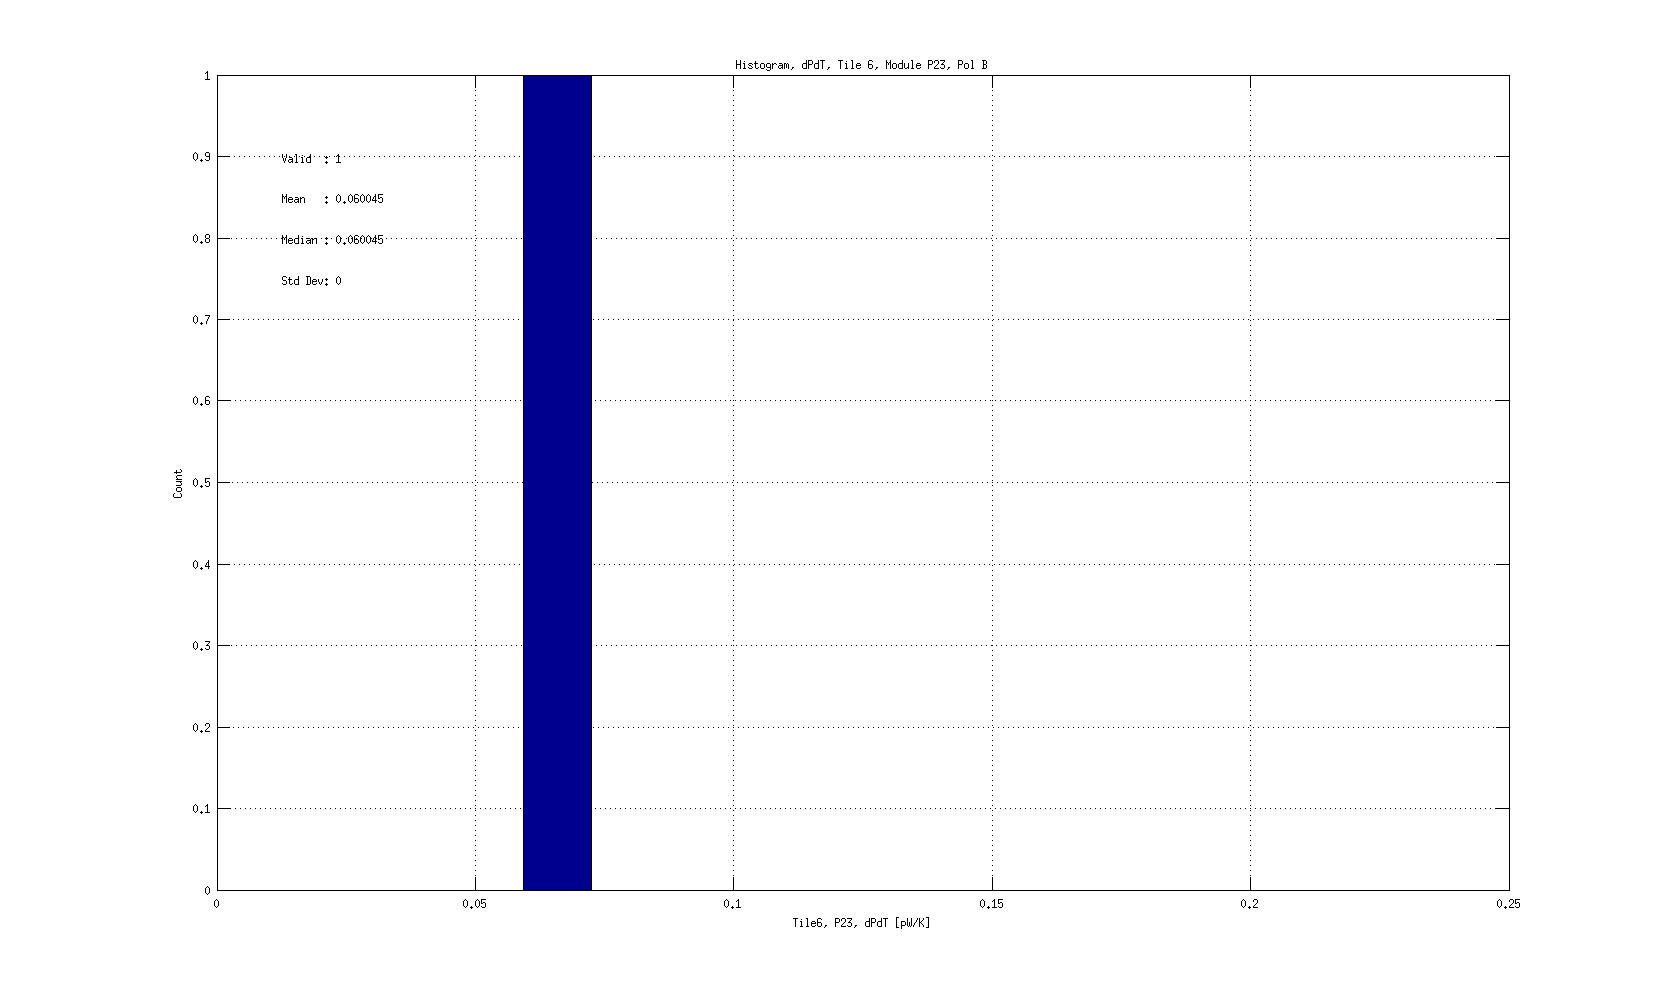 Histogram, dPdT, Tile 6, Module P23, Pol B
1
0.9
0.8
0.7
0.6
0.5
0.4
0.3
0.2
0.1
0
Valid : 1
Mean : 0.060045
Median : 0.060045
Std Dev: 0
Count
0 0.05 0.1 0.15 0.2 0.25
Tile6, P23, dPdT [pW/K]